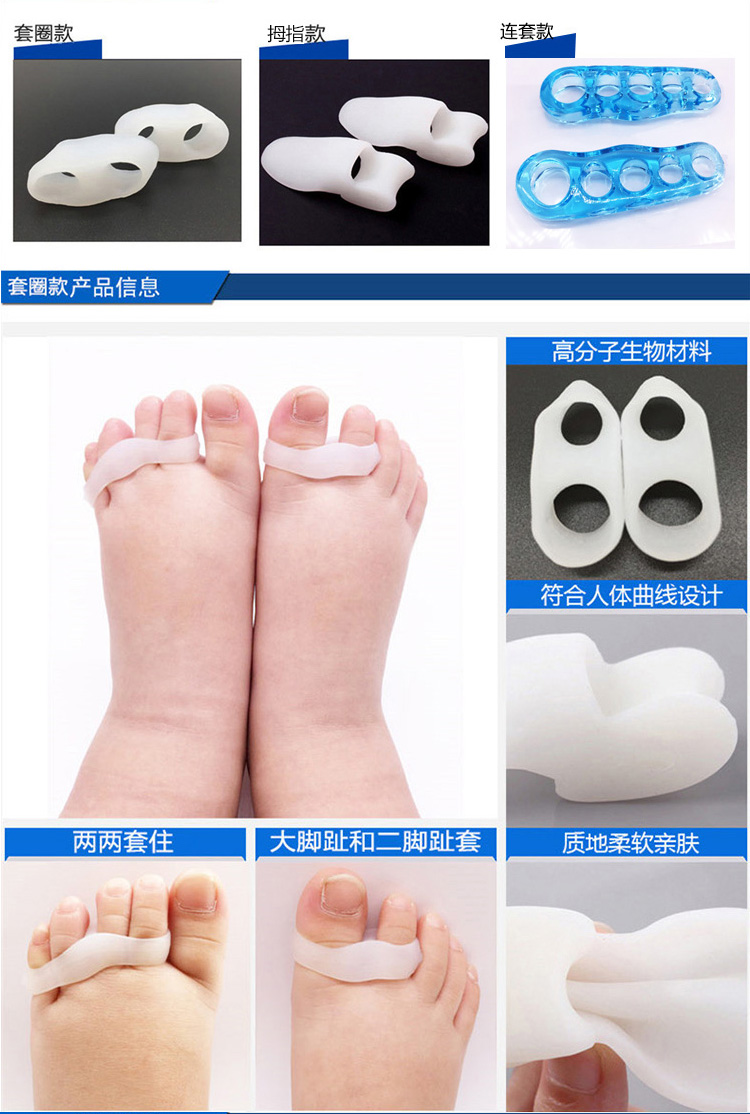 套圈款
拇指款
连套款
套圈款产品信息
高分子生物材料
符合人体曲线设计
两两套住
大脚趾和二脚趾套
质地柔软亲肤